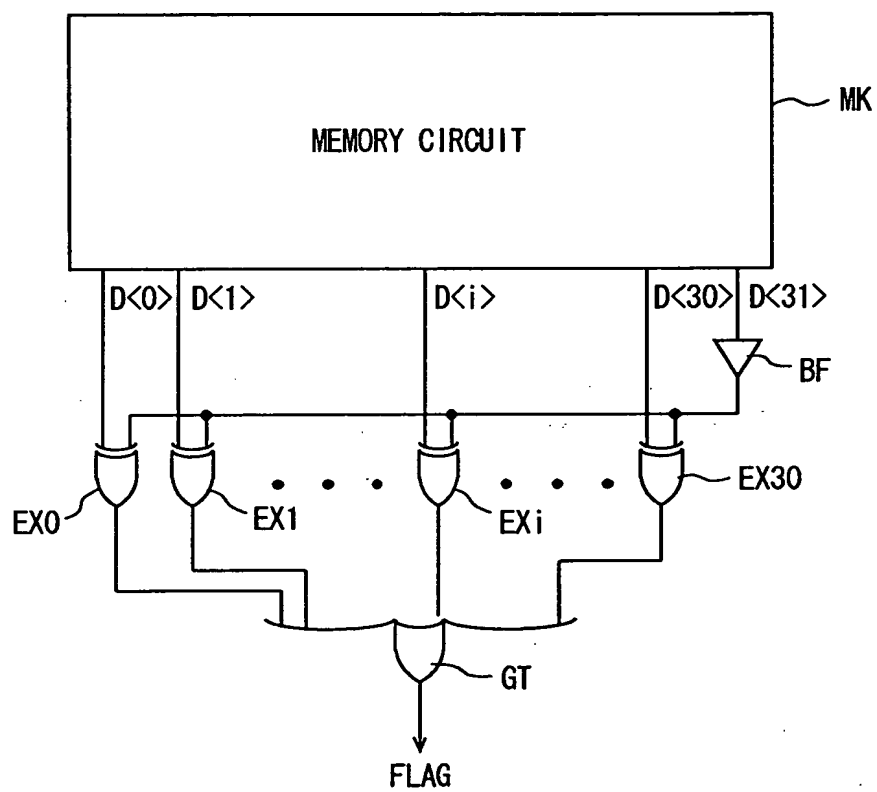 MK
MEMORY CIRCUIT
D<0> D<1> D<i> D<30> D<31>
BF
EX0 EX1 EXi EX30
GT
FLAG